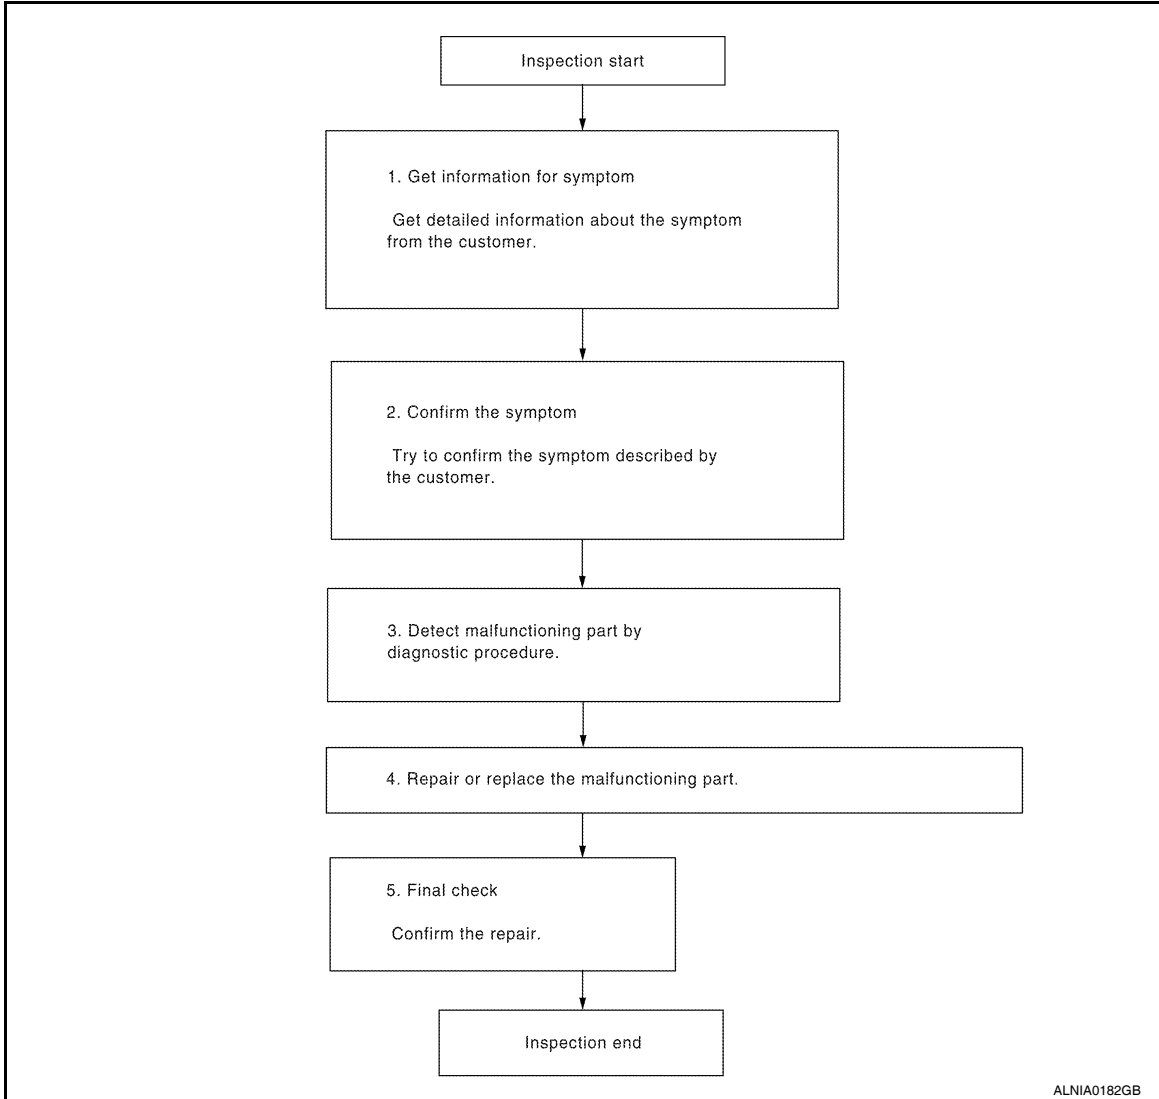 Inspection start
1. Get information for symptom
Get detailed information about the symptom
from the customer.
2. Confirm the symptom
Try to confirm the symptom described by
the customer.
3. Detect malfunctioning part by
diagnostic procedure.
4. Repair or replace the malfunctioning part.
5. Final check
Confirm the repair.
Inspection end
ALNIA0182GB